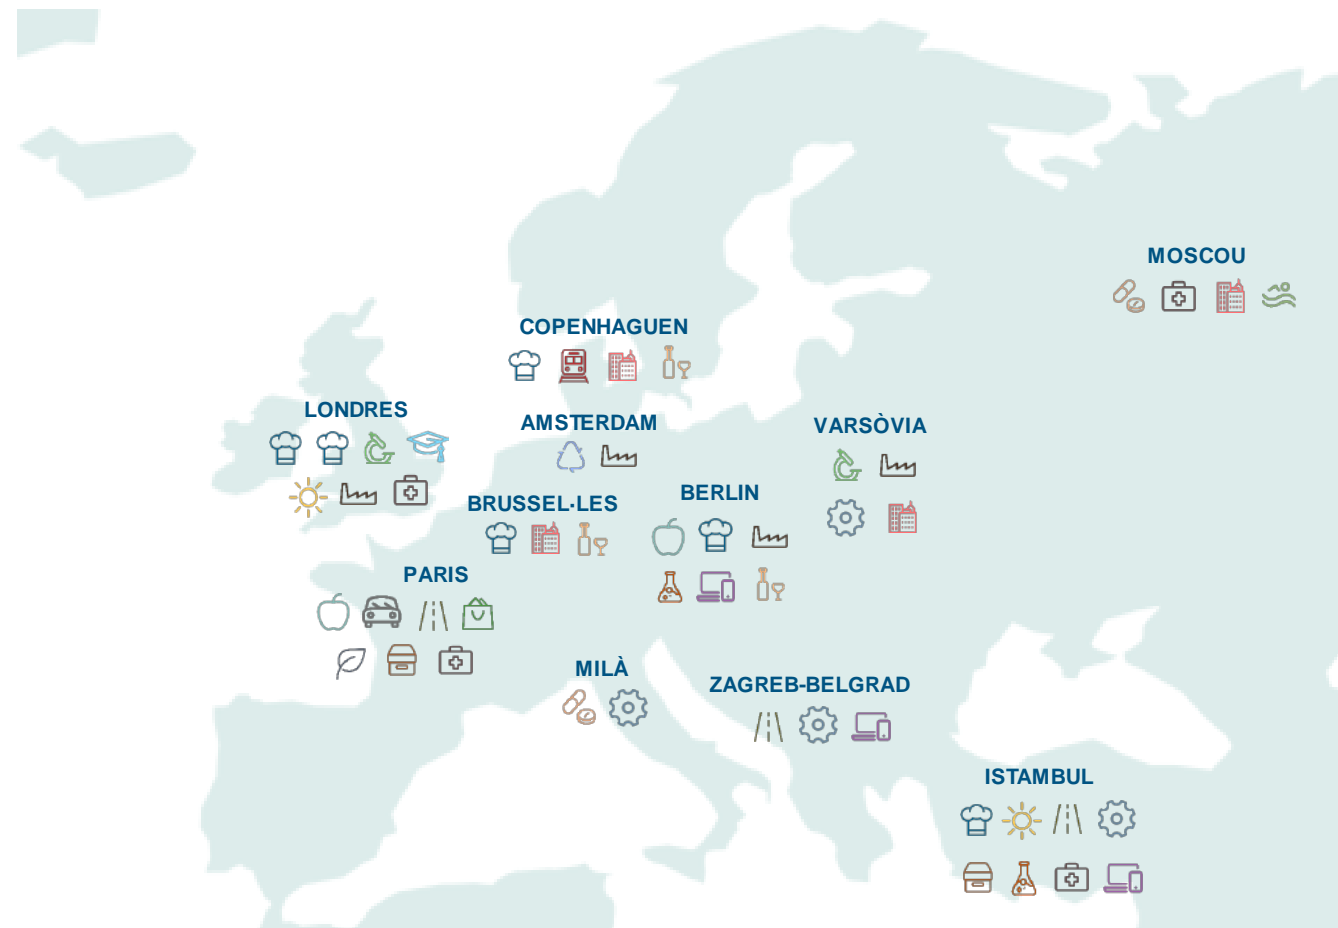 MOSCOU
COPENHAGUEN
LONDRES
AMSTERDAM
VARSÒVIA
BRUSSEL·LES
BERLIN
PARIS
MILÀ
ZAGREB-BELGRAD
ISTAMBUL